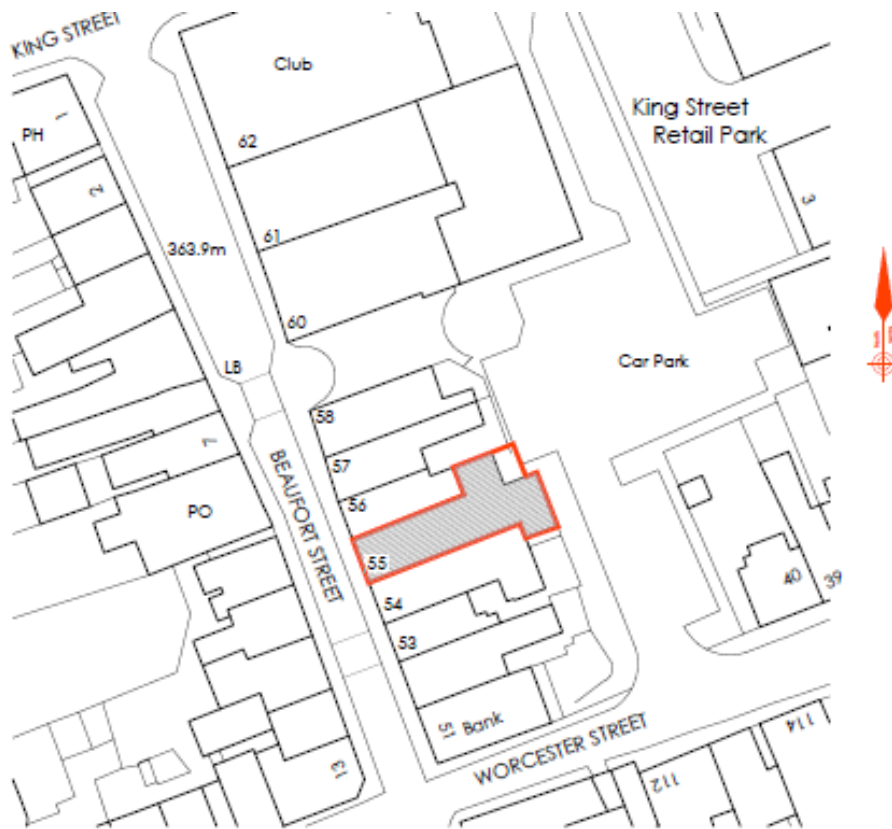 KING STREET
Club
PH
1
King Street
Retail Park
62
2
3
363.9m
61
60
LB
Car Park
58
7
57
BEAUFORT STREET
56
PO
55
40
39
54
53
51
Bank
WORCESTER STREET
114
112
13